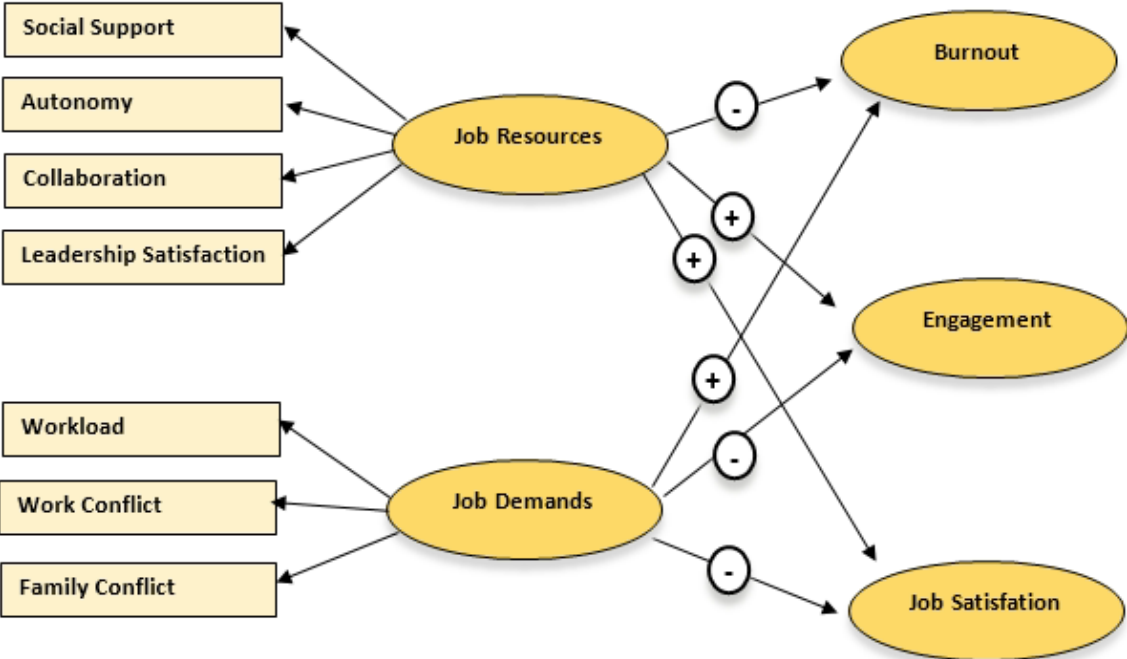 Social Support
Autonomy
Collaboration
Leadership Satisfaction
Workload
Work Conflict
Family Conflict
Job Resources
Job Demands
-
+
+
+
-
-
Burnout
Engagement
Job Satisfation